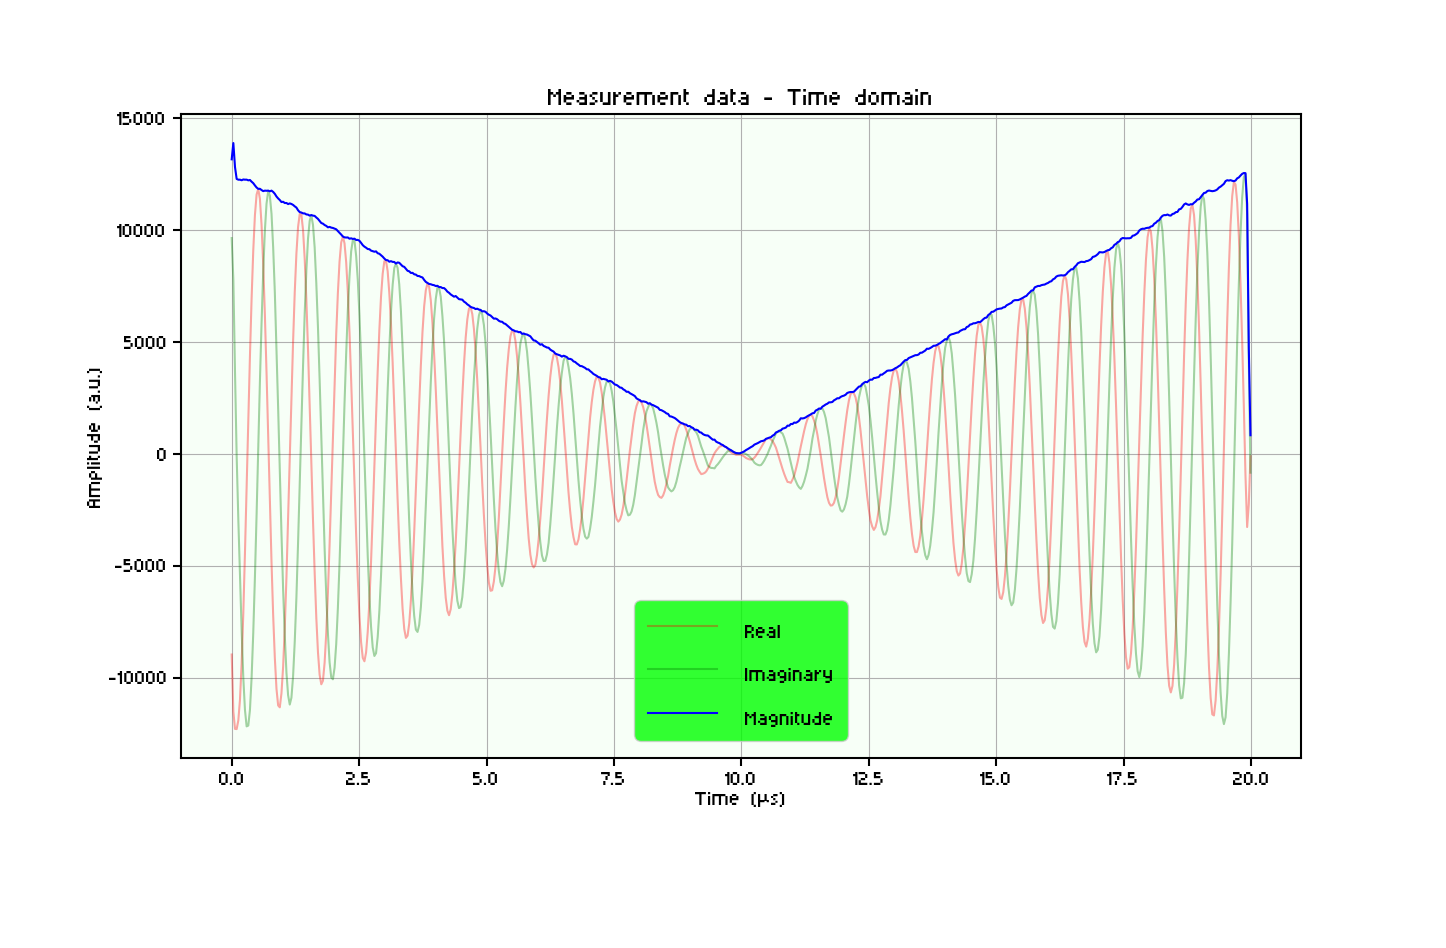 Measurement data - Time domain
15000
10000
5000
0
-5000
-10000
Amplitude (a.u.)
Real
Imaginary
Magnitude
0.0 2.5 5.0 7.5 10.0 12.5 15.0 17.5 20.0
Time (µs)